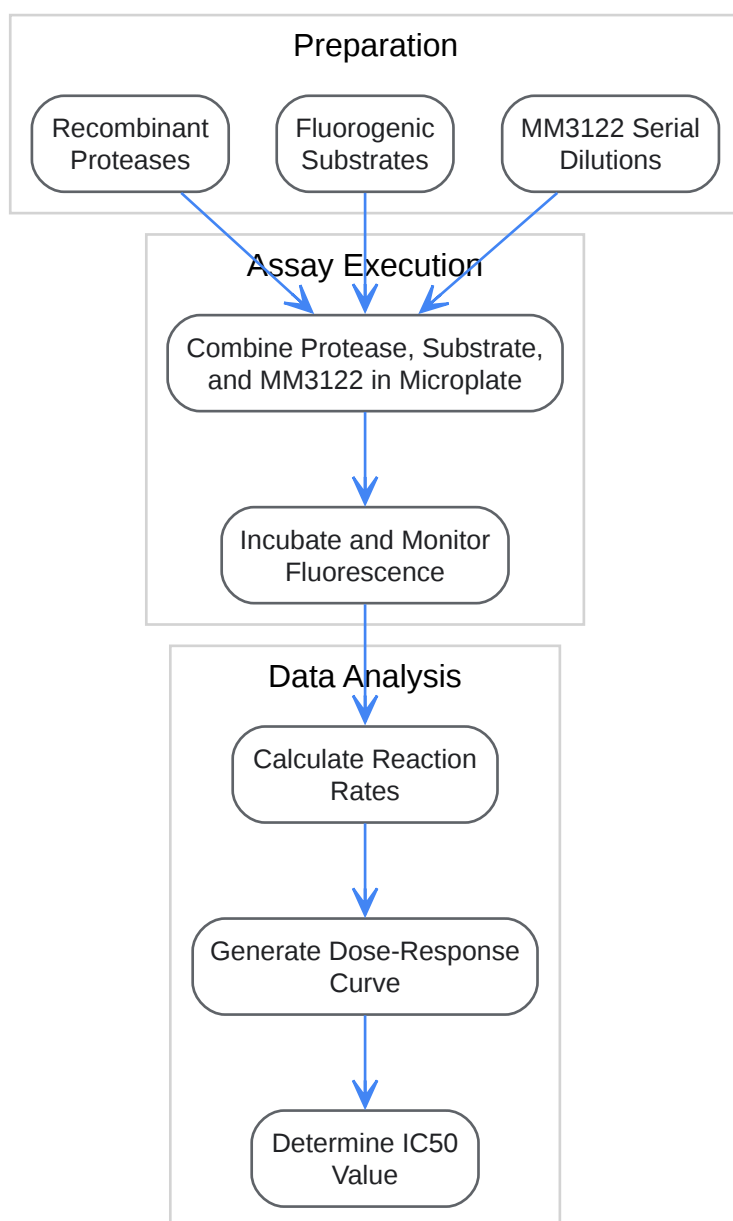 Preparation
Recombinant
Proteases
Fluorogenic
Substrates
MM3122 Serial
Dilutions
Assay Execution
Combine Protease, Substrate,
and MM3122 in Microplate
Incubate and Monitor
Fluorescence
Data Analysis
Calculate Reaction
Rates
Generate Dose-Response
Curve
Determine IC50
Value